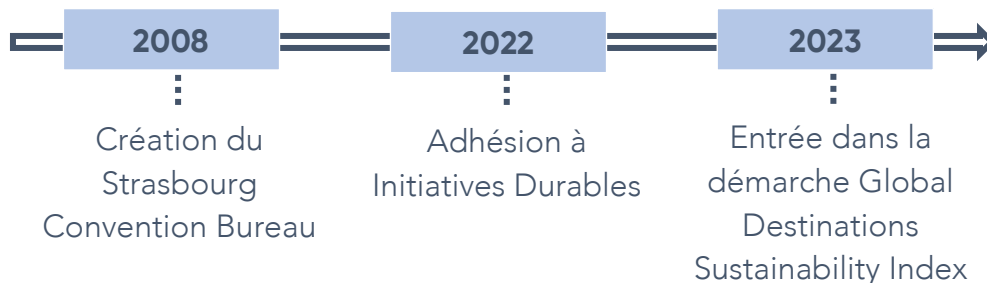 2008
Création du
Strasbourg
Convention Bureau
2022
Adhésion à
Initiatives Durables
2023
Entrée dans la
démarche Global
Destinations
Sustainability Index